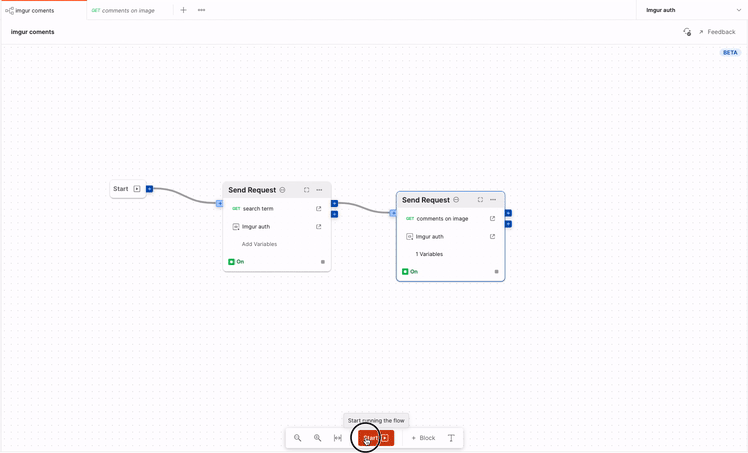 imgur coments
GET comments on image
Imgur auth
imgur coments
Feedback
BETA
Start
Send Request
GET search term
Imgur auth
Add Variables
On
Send Request
GET comments on image
Imgur auth
1 Variables
On
Start running the flow
Start
+ Block